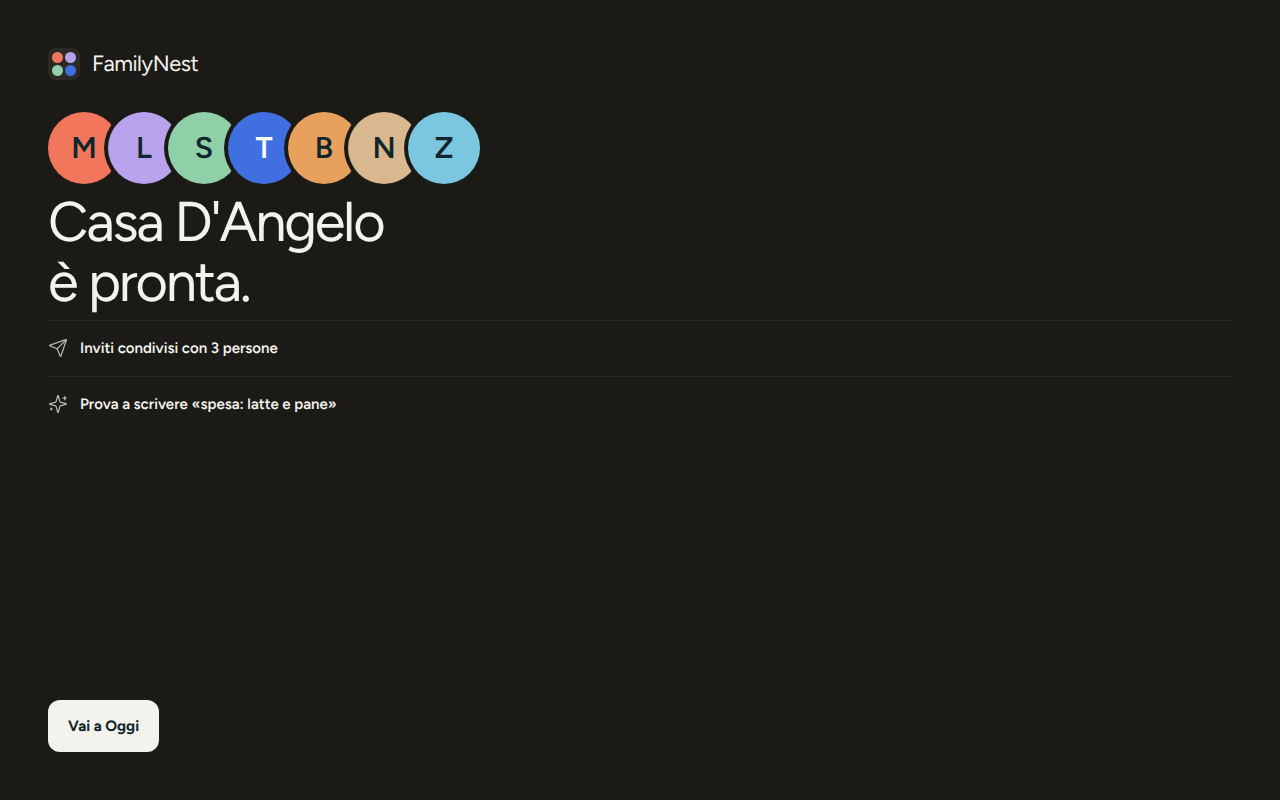 FamilyNest
M L S T B N Z
Casa D'Angelo
è pronta.
Inviti condivisi con 3 persone
Prova a scrivere «spesa: latte e pane»
Vai a Oggi